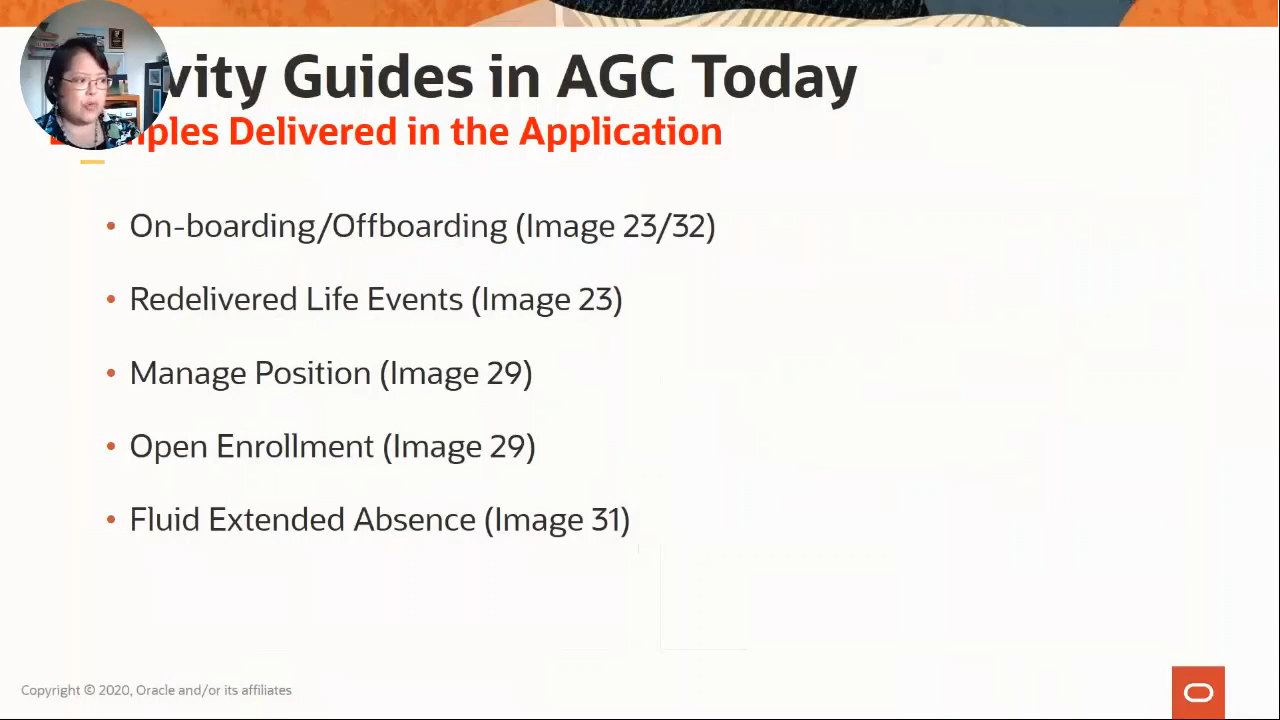 vity Guides in AGC Today
ples Delivered in the Application
• On-boarding/Offboarding (Image 23/32)
• Redelivered Life Events (Image 23)
• Manage Position (Image 29)
• Open Enrollment (Image 29)
• Fluid Extended Absence (Image 31)
Copyright © 2020, Oracle and/or its affiliates